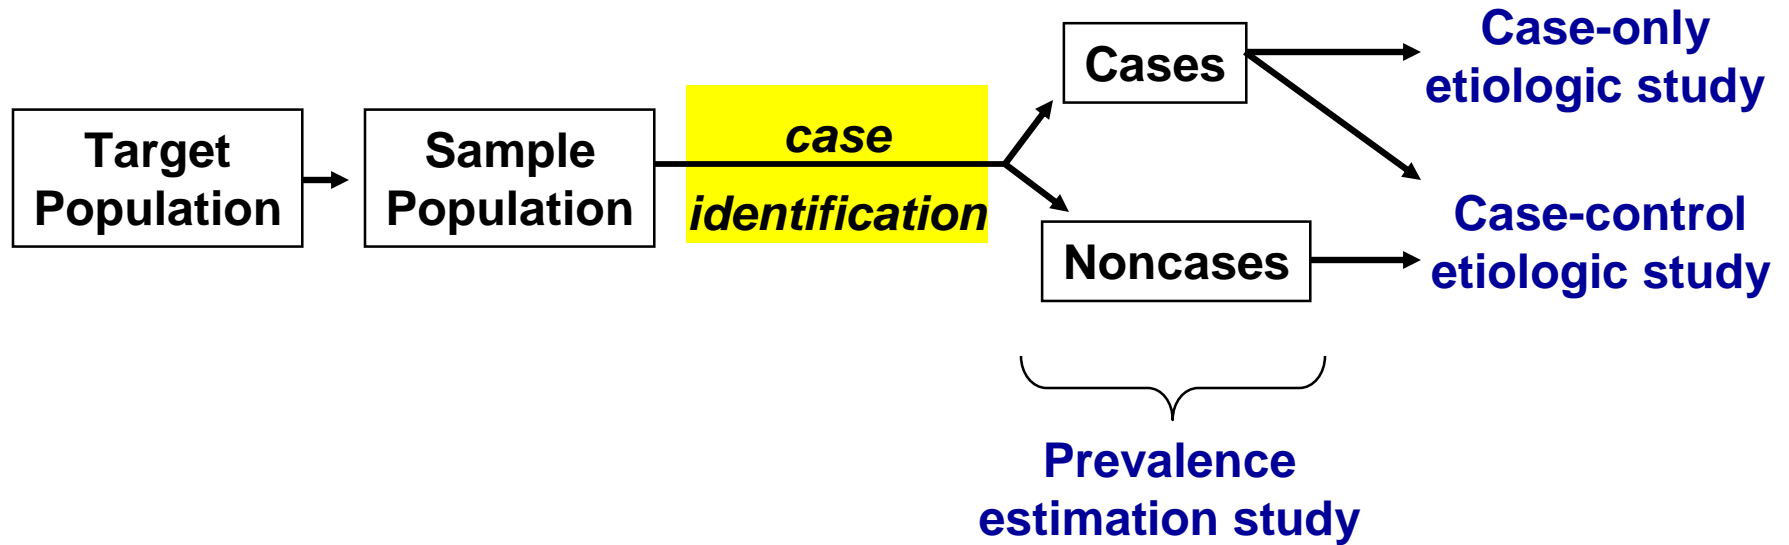 Target
Population
Sample
Population
case
identification
Cases
Noncases
Case-only
etiologic study
Case-control
etiologic study
Prevalence
estimation study